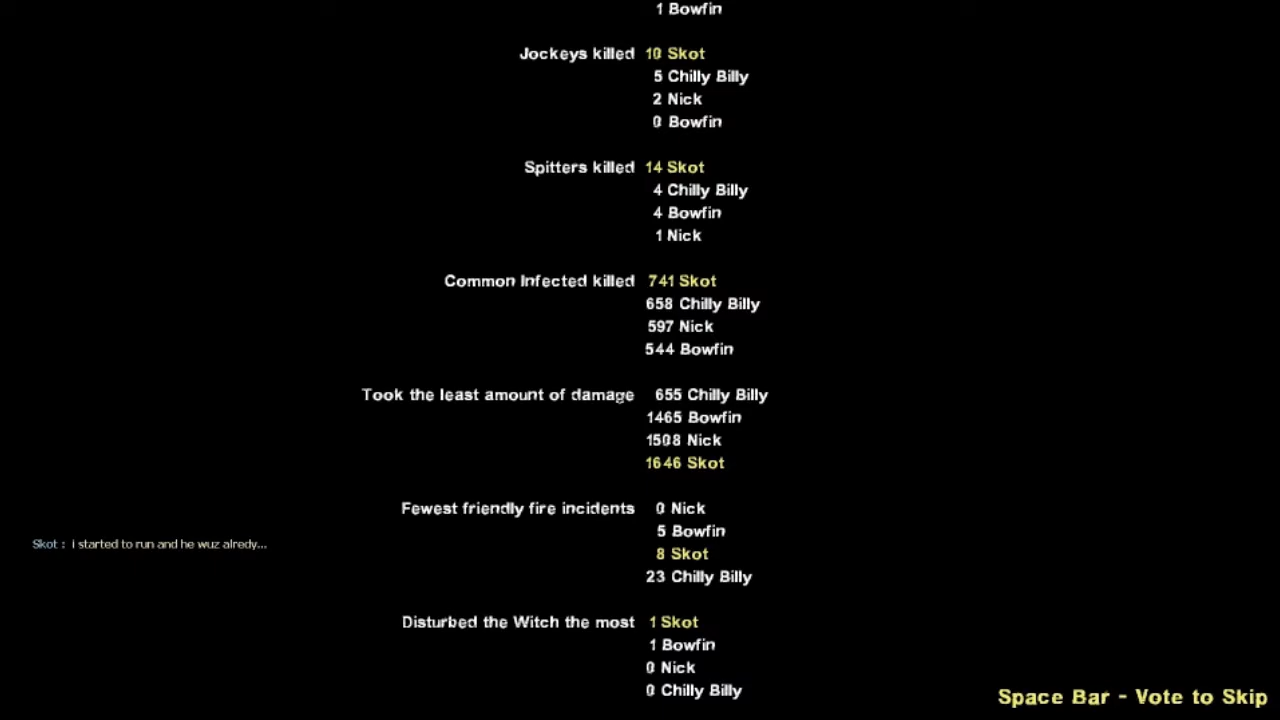 1 Bowfin
Jockeys killed 10 Skot
5 Chilly Billy
2 Nick
0 Bowfin
Spitters killed 14 Skot
4 Chilly Billy
4 Bowfin
1 Nick
Common Infected killed 741 Skot
658 Chilly Billy
597 Nick
544 Bowfin
Took the least amount of damage 655 Chilly Billy
1465 Bowfin
1508 Nick
1646 Skot
Fewest friendly fire incidents 0 Nick
5 Bowfin
Skot : i started to run and he wuz alredy...
8 Skot
23 Chilly Billy
Disturbed the Witch the most 1 Skot
1 Bowfin
0 Nick
0 Chilly Billy
Space Bar - Vote to Skip